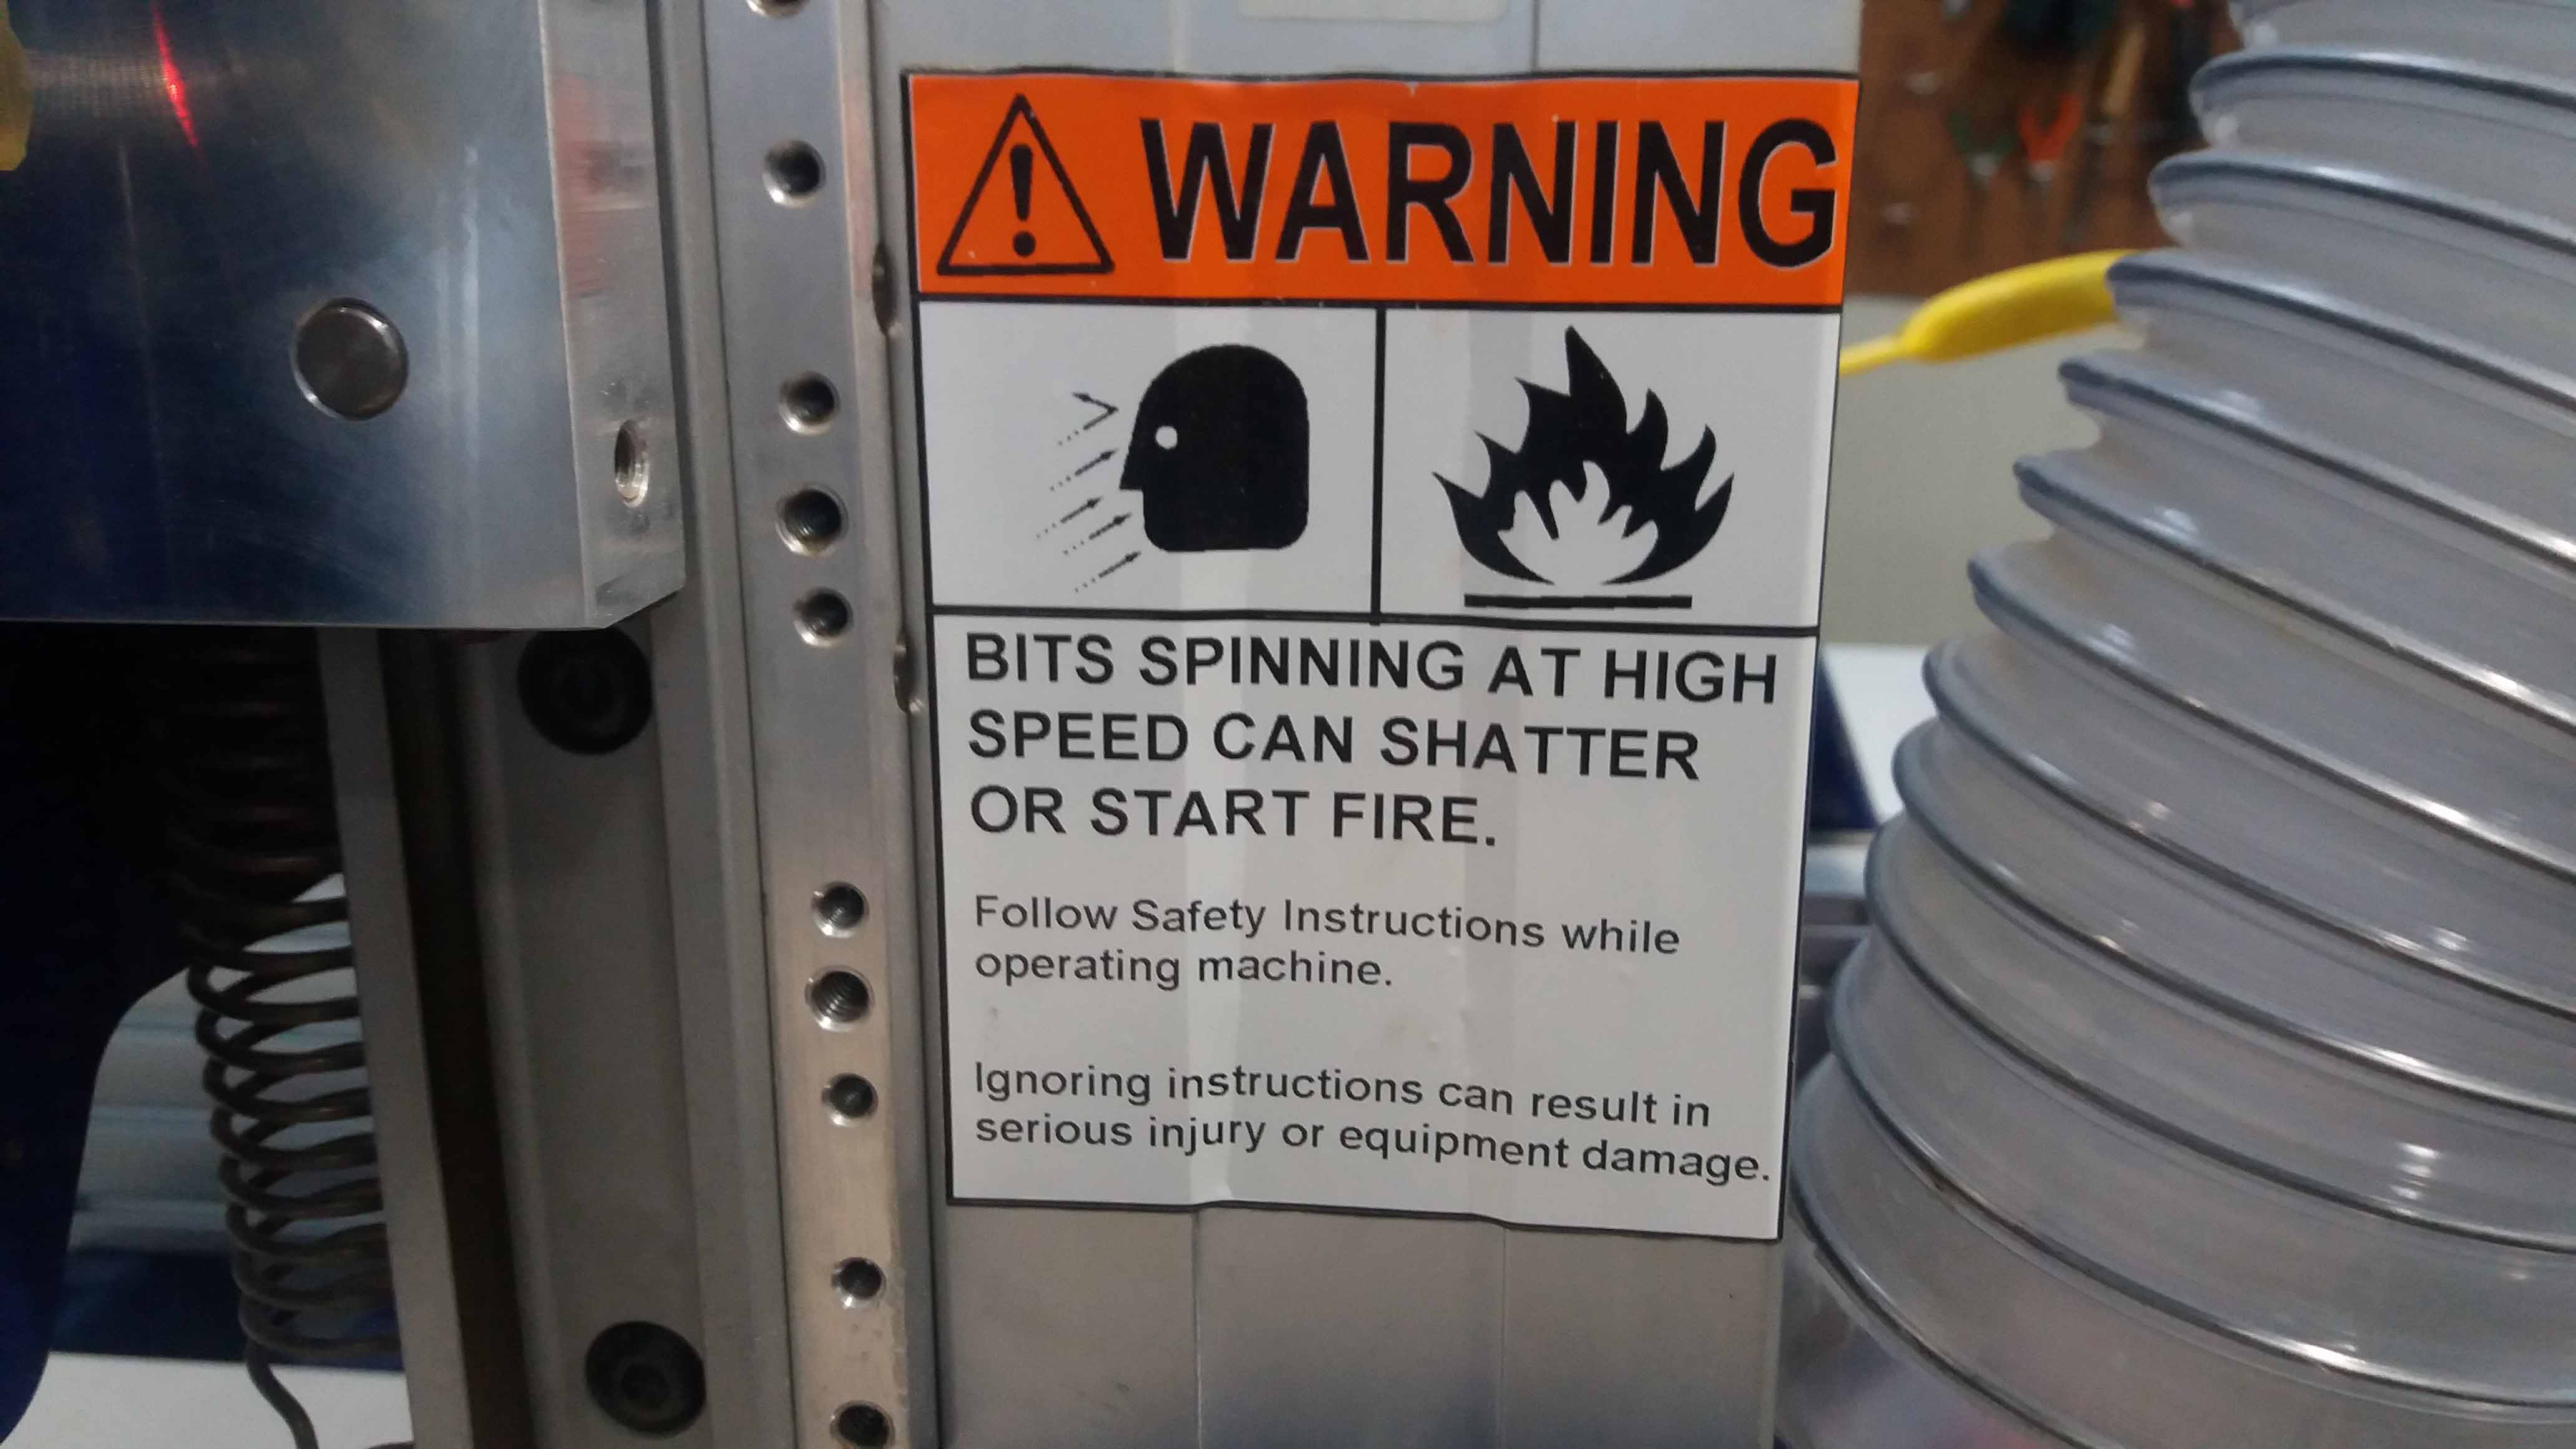 WARNING
BITS SPINNING AT HIGH
SPEED CAN SHATTER
OR START FIRE.
Follow Safety Instructions while
operating machine.
Ignoring instructions can result in
serious injury or equipment damage.